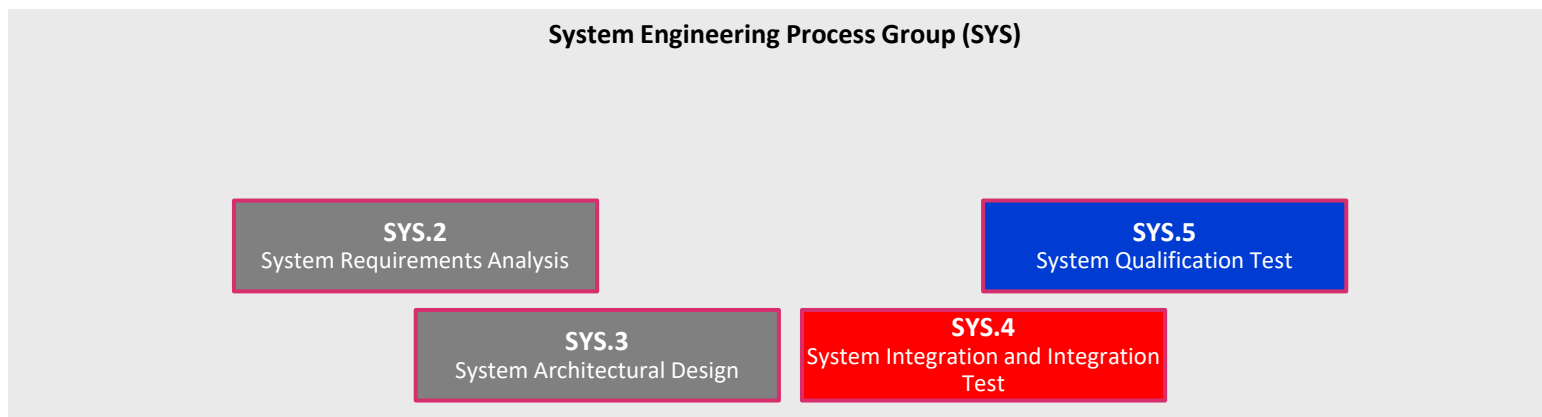 System Engineering Process Group (SYS)
SYS.2
System Requirements Analysis
SYS.5
System Qualification Test
SYS.3
System Architectural Design
SYS.4
System Integration and Integration
Test